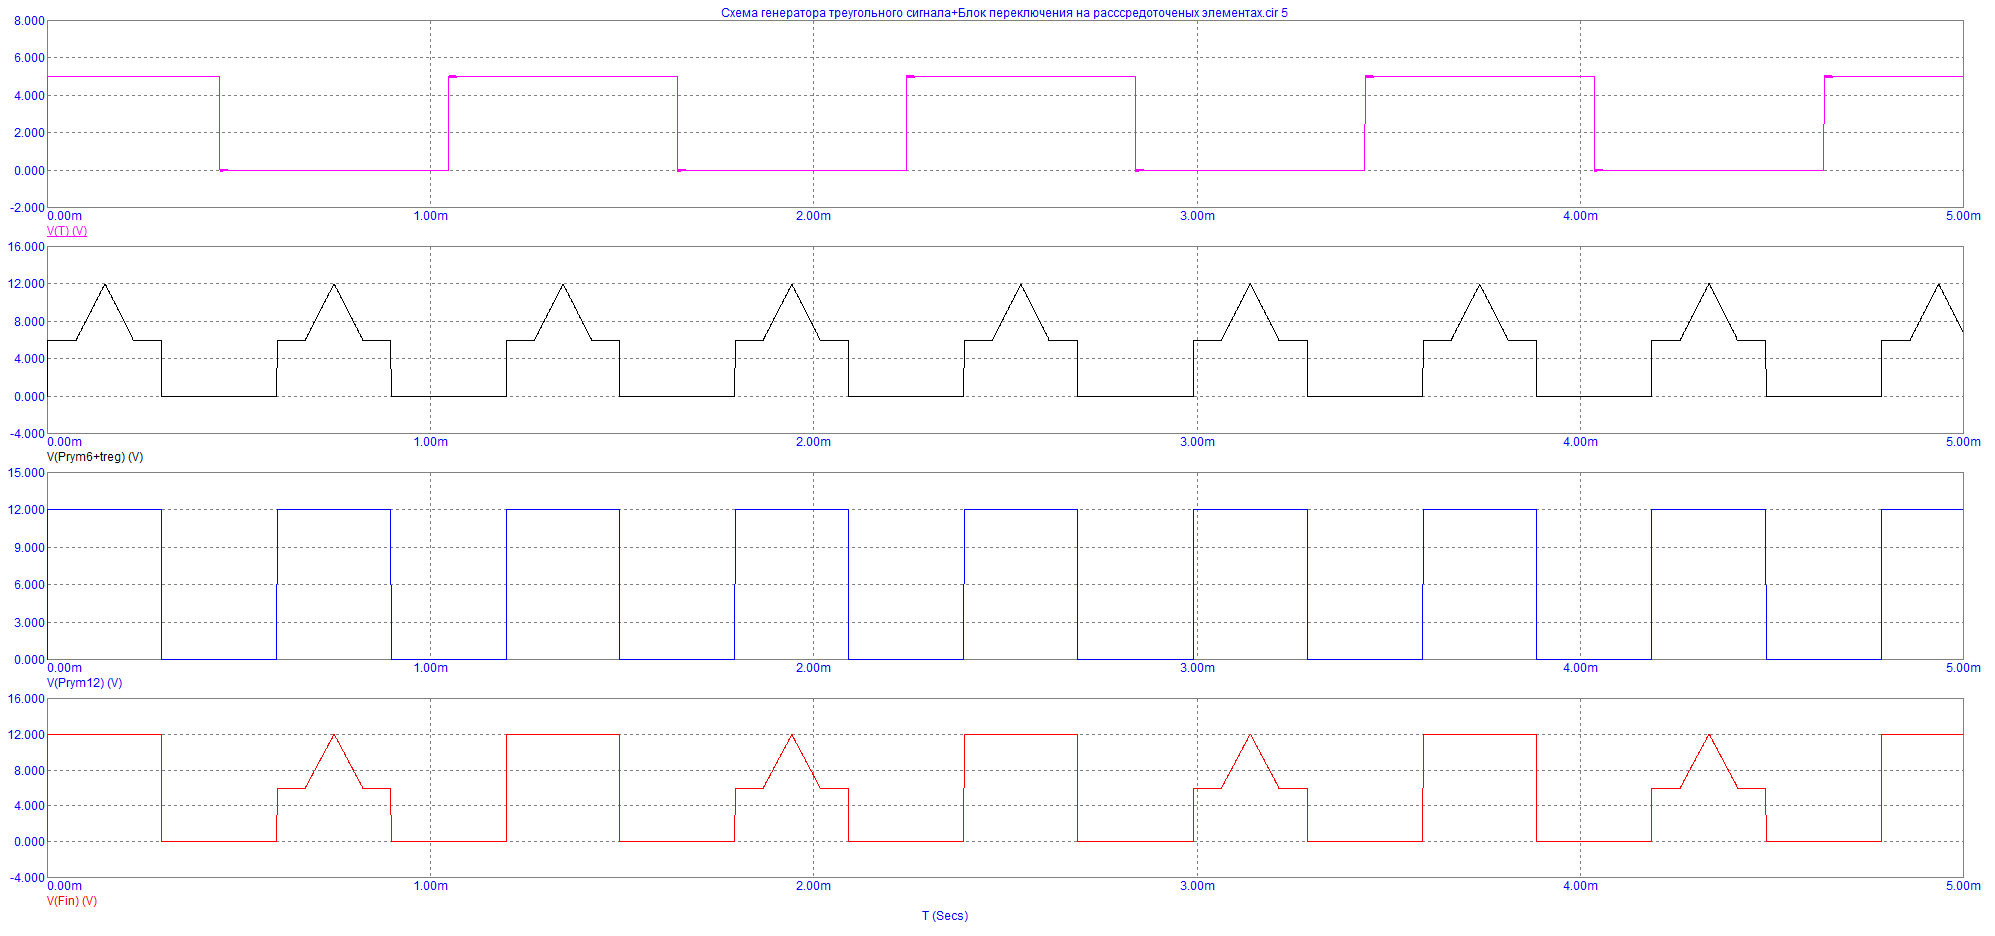 Схема генератора треугольного сигнала+Блок переключения на расссредоточеных элементах.cir 5
8.000
6.000
4.000
2.000
0.000
-2.000
0.00m 1.00m 2.00m 3.00m 4.00m 5.00m
V(T) (V)
16.000
12.000
8.000
4.000
0.000
-4.000
0.00m 1.00m 2.00m 3.00m 4.00m 5.00m
V(Prym6+treg) (V)
15.000
12.000
9.000
6.000
3.000
0.000
0.00m 1.00m 2.00m 3.00m 4.00m 5.00m
V(Prym12) (V)
16.000
12.000
8.000
4.000
0.000
-4.000
0.00m 1.00m 2.00m 3.00m 4.00m 5.00m
V(Fin) (V)
T (Secs)